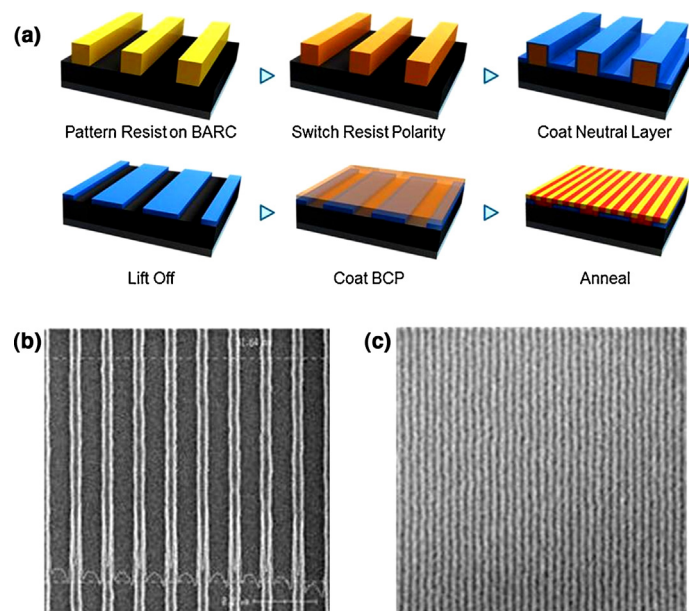 (a)
Pattern Resist on BARC
Switch Resist Polarity
Coat Neutral Layer
Lift Off
Coat BCP
Anneal
(b)
(c)